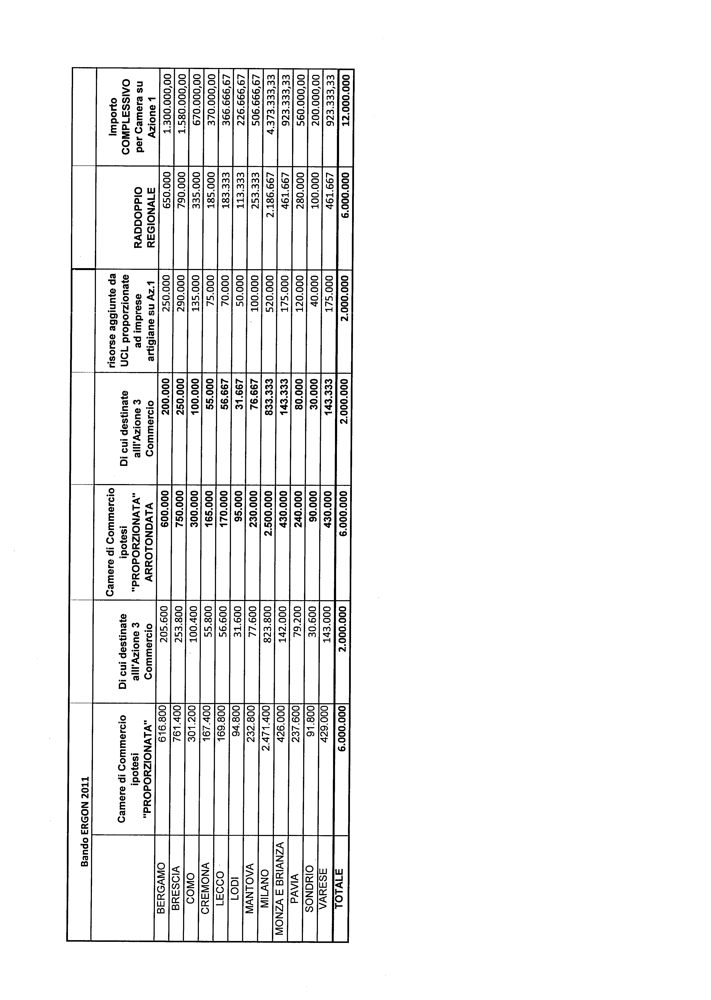 Bando ERGON 2011
Camere di Commercio
ipotesi
"PROPORZIONATA"
Di cui destinate
alll'Azione 3
Commercio
Camere di Commercio
ipotesi
"PROPORZIONATA"
ARROTONDATA
Di cui destinate
alll'Azione 3
Commercio
risorse aggiunte da
UCL proporzionate
ad imprese
artigiane su Az.1
RADDOPPIO
REGIONALE
Importo
COMPLESSIVO
per Camera su
Azione 1
BERGAMO 616.800 205.600 600.000 200.000 250.000 650.000 1.300.000,00
BRESCIA 761.400 253.800 750.000 250.000 290.000 790.000 1.580.000,00
COMO 301.200 100.400 300.000 100.000 135.000 335.000 670.000,00
CREMONA 167.400 55.800 165.000 55.000 75.000 185.000 370.000,00
LECCO 169.800 56.600 170.000 56.667 70.000 183.333 366.666,67
LODI 94.800 31.600 95.000 31.667 50.000 113.333 226.666,67
MANTOVA 232.800 77.600 230.000 76.667 100.000 253.333 506.666,67
MILANO 2.471.400 823.800 2.500.000 833.333 520.000 2.186.667 4.373.333,33
MONZA E BRIANZA 426.000 142.000 430.000 143.333 175.000 461.667 923.333,33
PAVIA 237.600 79.200 240.000 80.000 120.000 280.000 560.000,00
SONDRIO 91.800 30.600 90.000 30.000 40.000 100.000 200.000,00
VARESE 429.000 143.000 430.000 143.333 175.000 461.667 923.333,33
TOTALE 6.000.000 2.000.000 6.000.000 2.000.000 2.000.000 6.000.000 12.000.000